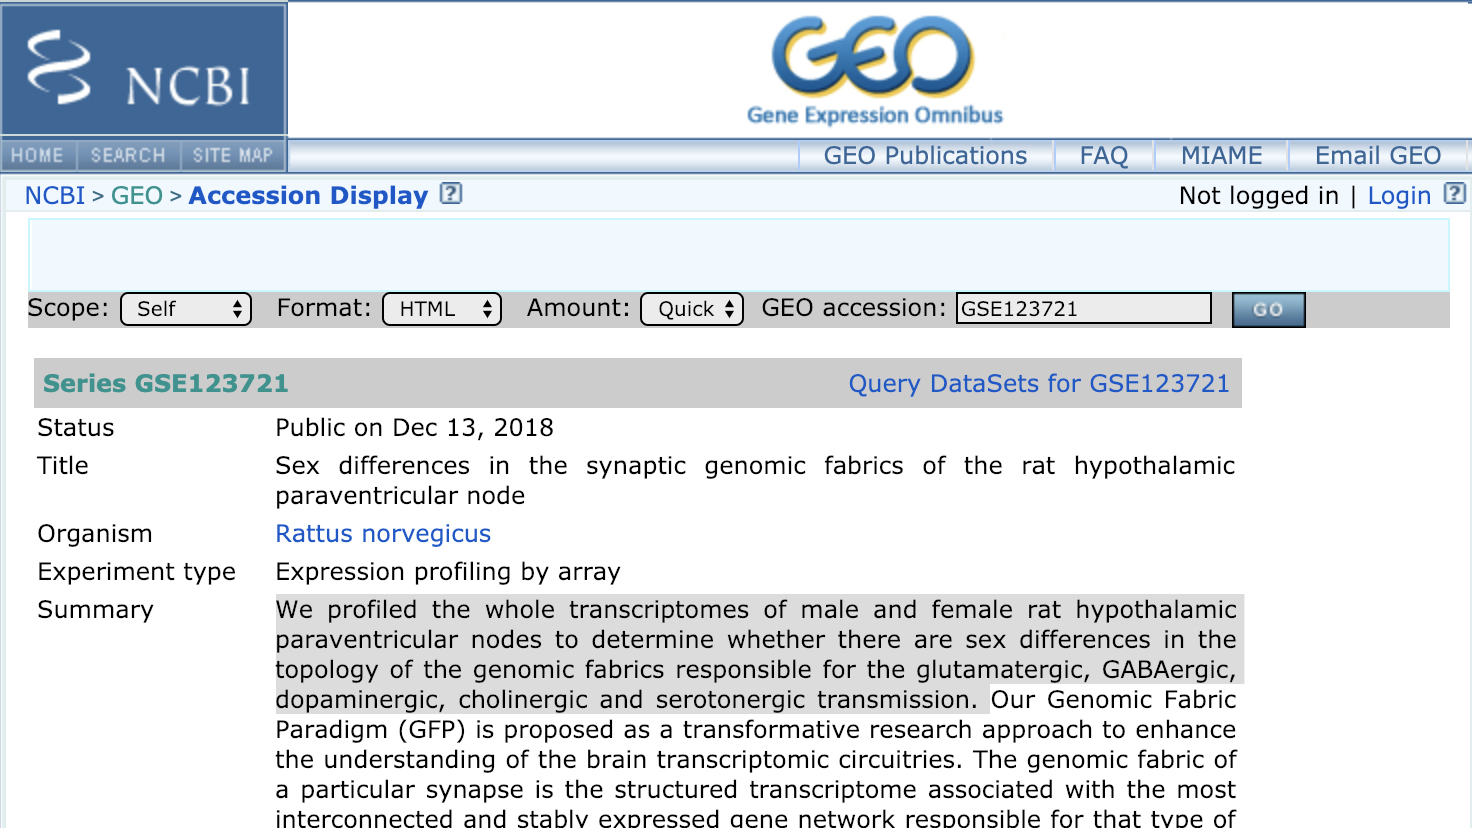 NCBI
GEO
Gene Expression Omnibus
HOME SEARCH SITE MAP
GEO Publications FAQ MIAME Email GEO
NCBI > GEO > Accession Display ?
Not logged in | Login ?
Scope: Self Format: HTML Amount: Quick GEO accession: GSE123721 GO
Series GSE123721 Query DataSets for GSE123721
Status Public on Dec 13, 2018
Title Sex differences in the synaptic genomic fabrics of the rat hypothalamic
paraventricular node
Organism Rattus norvegicus
Experiment type Expression profiling by array
Summary We profiled the whole transcriptomes of male and female rat hypothalamic
paraventricular nodes to determine whether there are sex differences in the
topology of the genomic fabrics responsible for the glutamatergic, GABAergic,
dopaminergic, cholinergic and serotonergic transmission. Our Genomic Fabric
Paradigm (GFP) is proposed as a transformative research approach to enhance
the understanding of the brain transcriptomic circuitries. The genomic fabric of
a particular synapse is the structured transcriptome associated with the most
interconnected and stably expressed gene network responsible for that type of